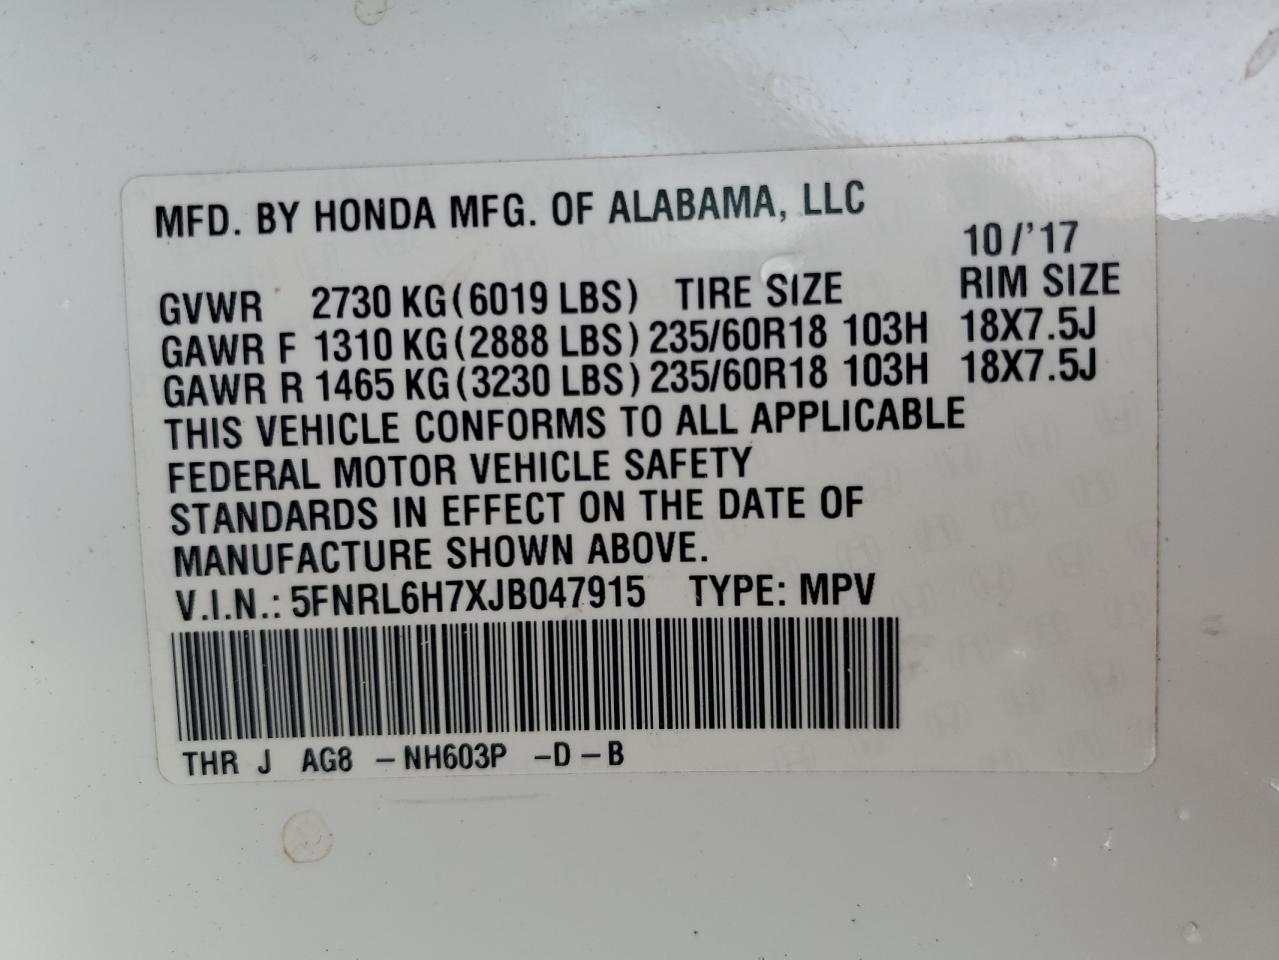 MFD. BY HONDA MFG. OF ALABAMA, LLC
10/'17
GVWR 2730 KG(6019 LBS) TIRE SIZE RIM SIZE
GAWR F 1310 KG(2888 LBS) 235/60R18 103H 18X7.5J
GAWR R 1465 KG(3230 LBS) 235/60R18 103H 18X7.5J
THIS VEHICLE CONFORMS TO ALL APPLICABLE
FEDERAL MOTOR VEHICLE SAFETY
STANDARDS IN EFFECT ON THE DATE OF
MANUFACTURE SHOWN ABOVE.
V.I.N.: 5FNRL6H7XJB047915 TYPE: MPV
THR J AG8 -NH603P -D-B